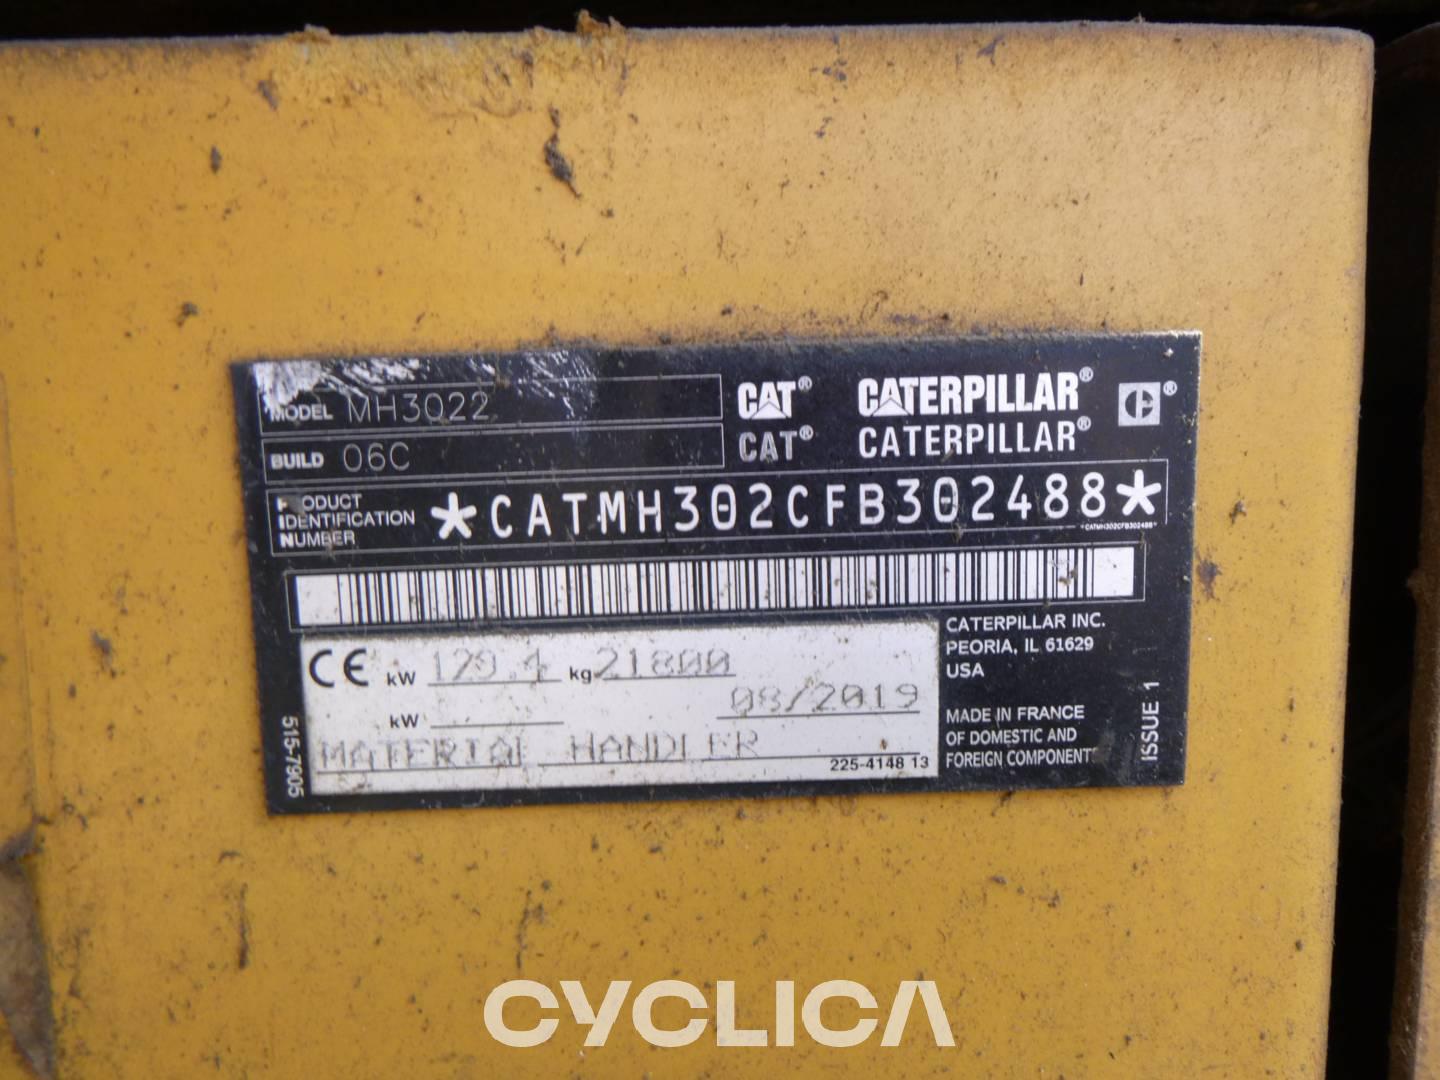 MODEL MH3022
CAT® CATERPILLAR® ®
BUILD 06C
CAT® CATERPILLAR®
PRODUCT
IDENTIFICATION
NUMBER
*CATMH302CFB302488*
*CATMH302CFB302488*
CE kW 129.4 kg 21800
kW 08/2019
MATERIAL HANDLER
225-4148 13
515-7905
CATERPILLAR INC.
PEORIA, IL 61629
USA
MADE IN FRANCE
OF DOMESTIC AND
FOREIGN COMPONENTS
ISSUE 1
CYCLICA